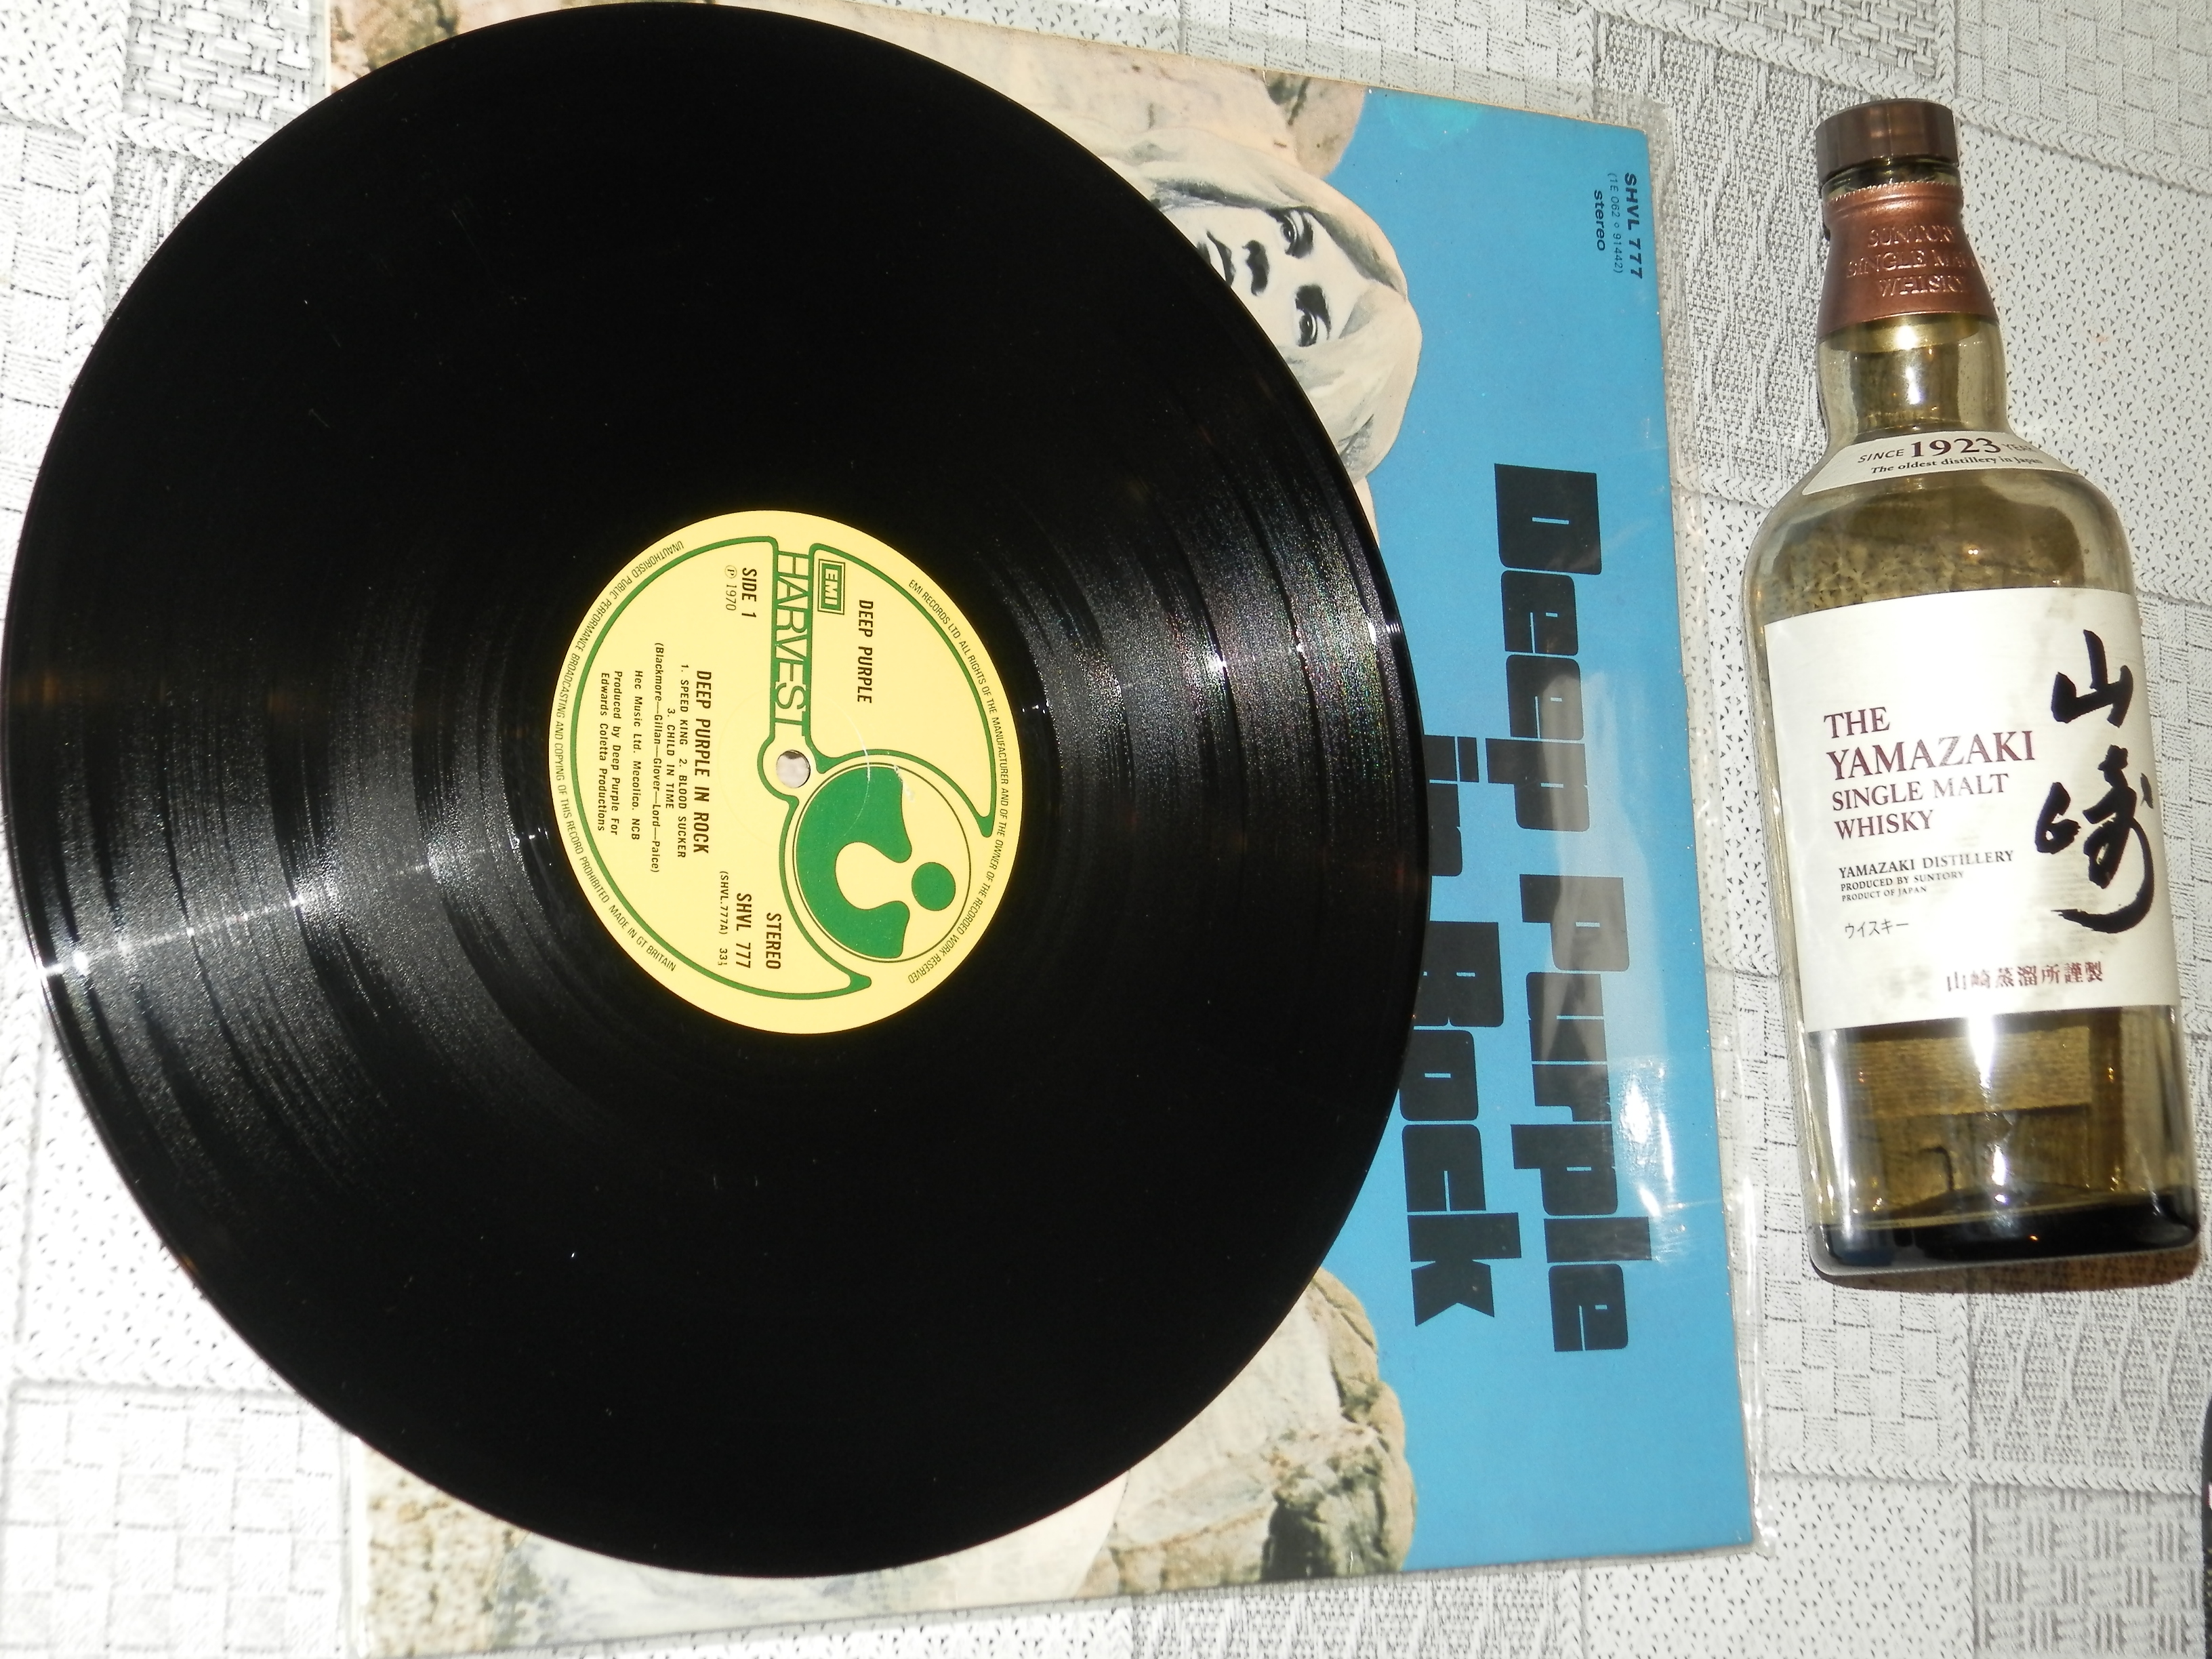 SHVL 777
(1E 062 o 91442)
stereo
Deep Purple
in Rock
EMI RECORDS LTD ALL RIGHTS OF THE MANUFACTURER AND OF THE OWNER OF THE RECORDED WORK RESERVED
UNAUTHORISED PUBLIC PERFORMANCE BROADCASTING AND COPYING OF THIS RECORD PROHIBITED MADE IN GT BRITAIN
DEEP PURPLE
EMI
HARVEST
SIDE 1
℗ 1970
STEREO
SHVL 777
(SHVL.777A) 33⅓
DEEP PURPLE IN ROCK
1. SPEED KING 2. BLOOD SUCKER
3. CHILD IN TIME
(Blackmore—Gillan—Glover—Lord—Paice)
Hec Music Ltd. Mecolico. NCB
Produced by Deep Purple For
Edwards Coletta Productions
SUNTORY
SINGLE MALT
WHISKY
SINCE 1923
The oldest distillery in Japan
山崎
THE
YAMAZAKI
SINGLE MALT
WHISKY
YAMAZAKI DISTILLERY
PRODUCED BY SUNTORY
PRODUCT OF JAPAN
ウイスキー
山崎蒸溜所謹製